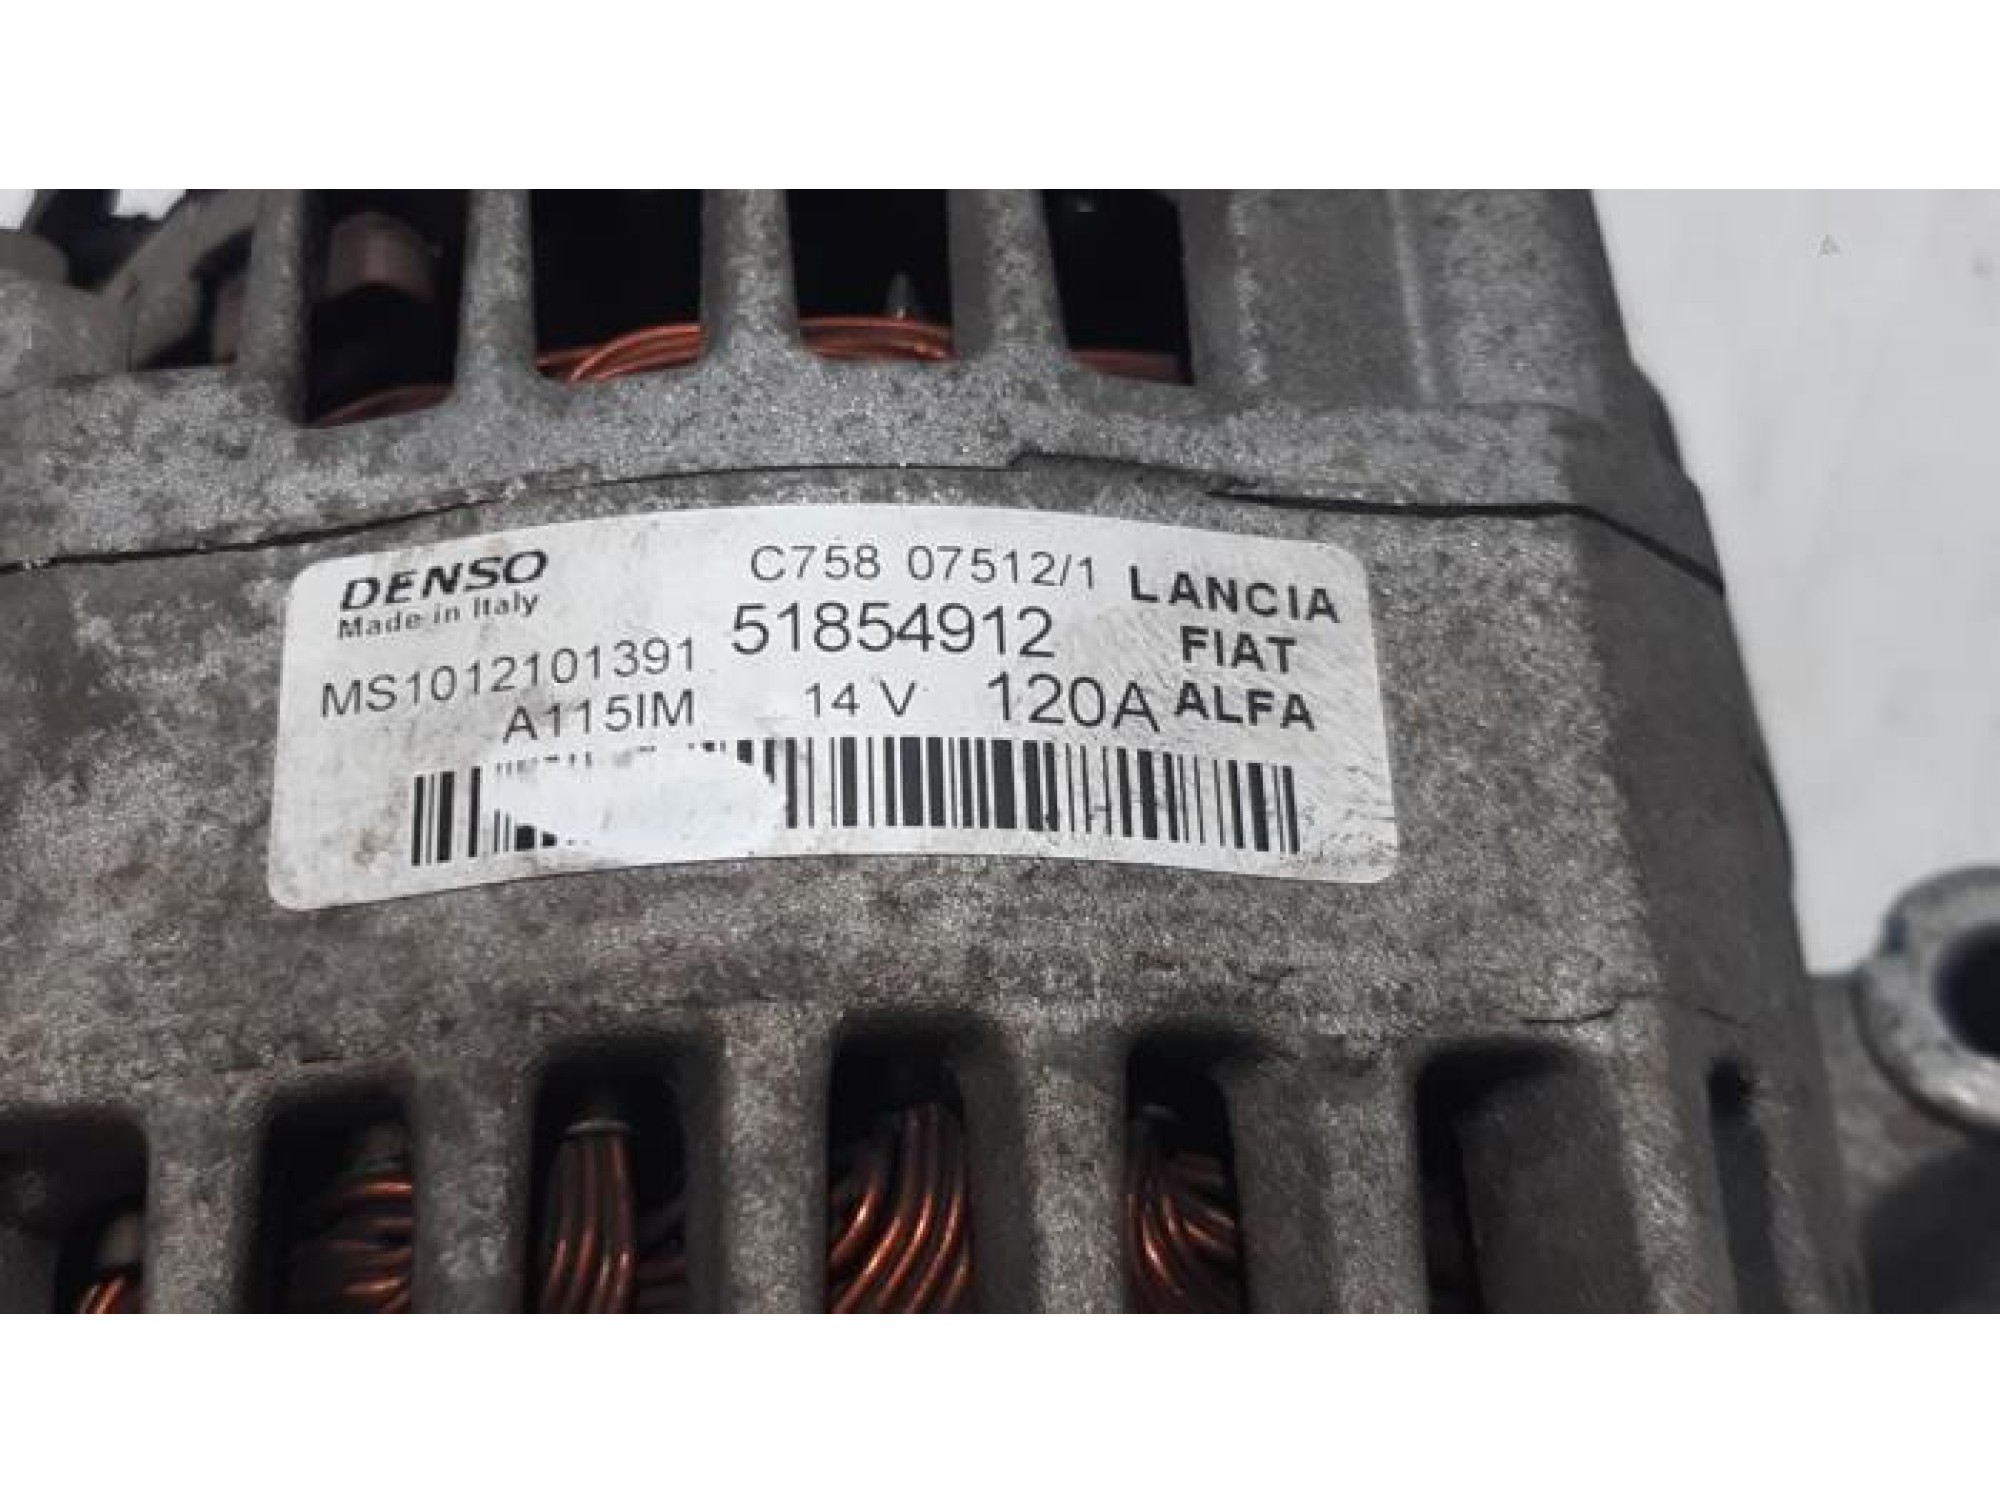 DENSO
Made in Italy
C758 07512/1
LANCIA
51854912
FIAT
MS1012101391
A115IM
14 V
120A
ALFA